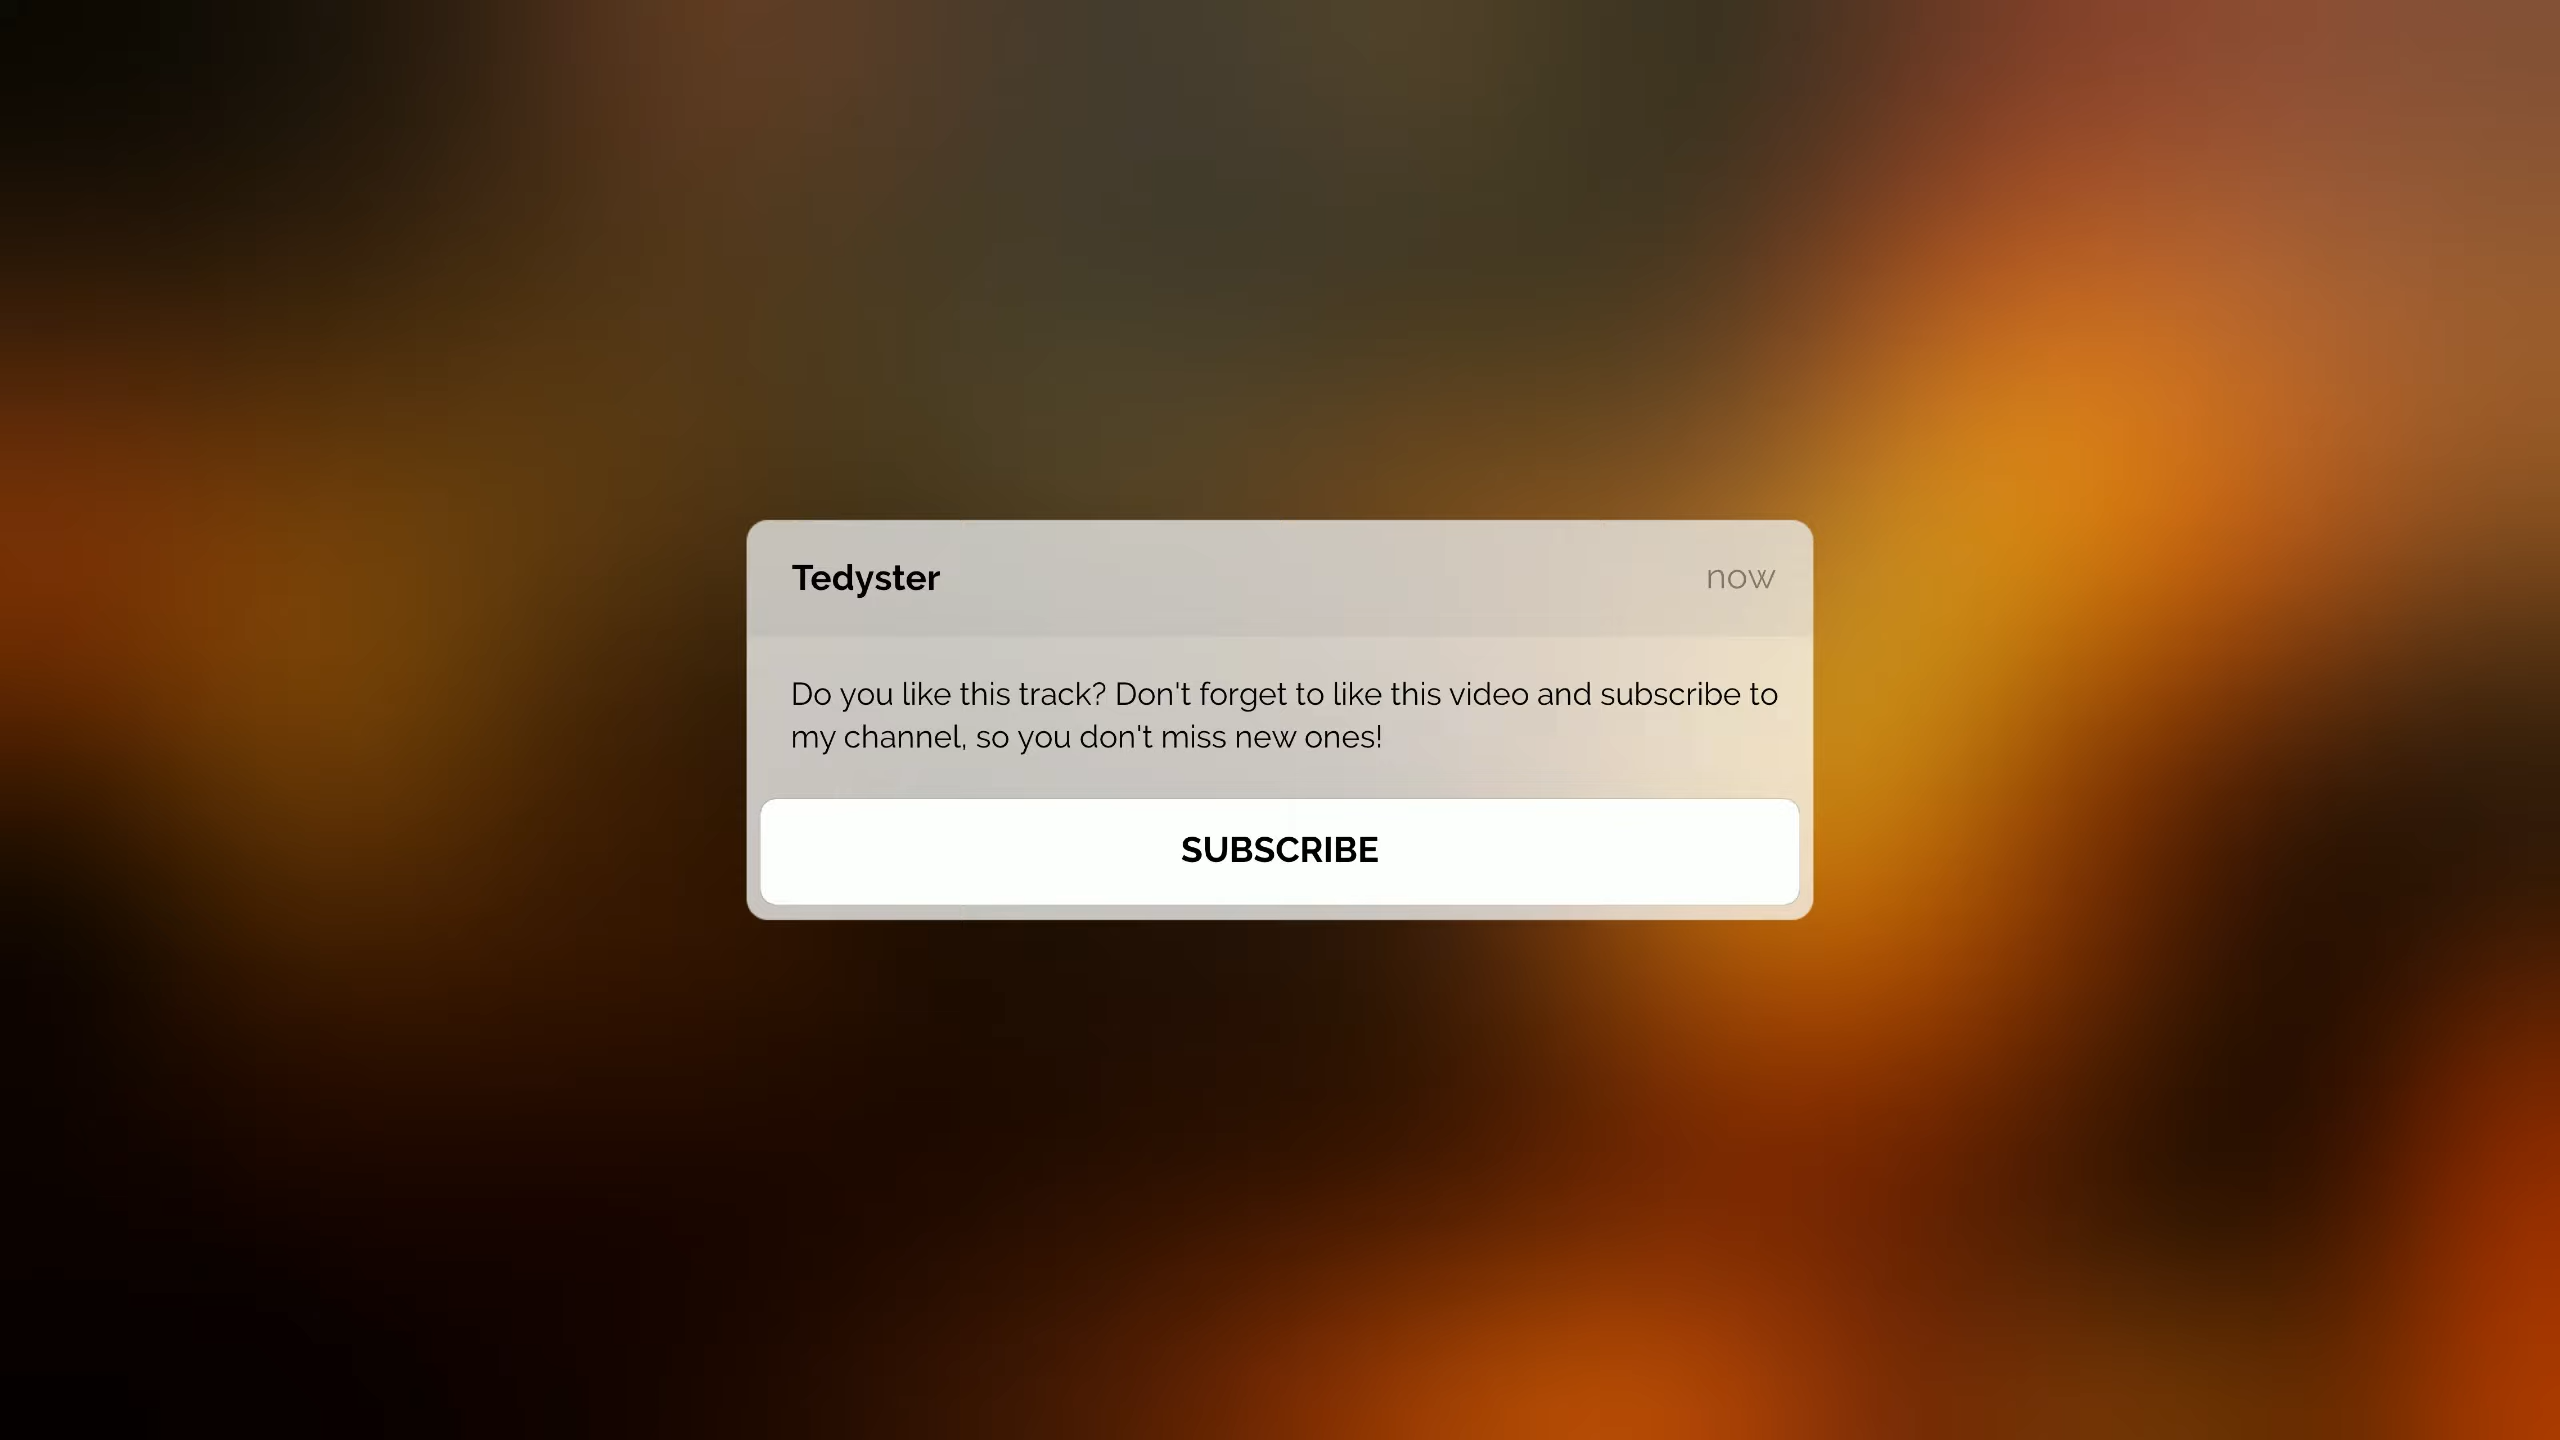 Tedyster
now
Do you like this track? Don't forget to like this video and subscribe to
my channel, so you don't miss new ones!
SUBSCRIBE